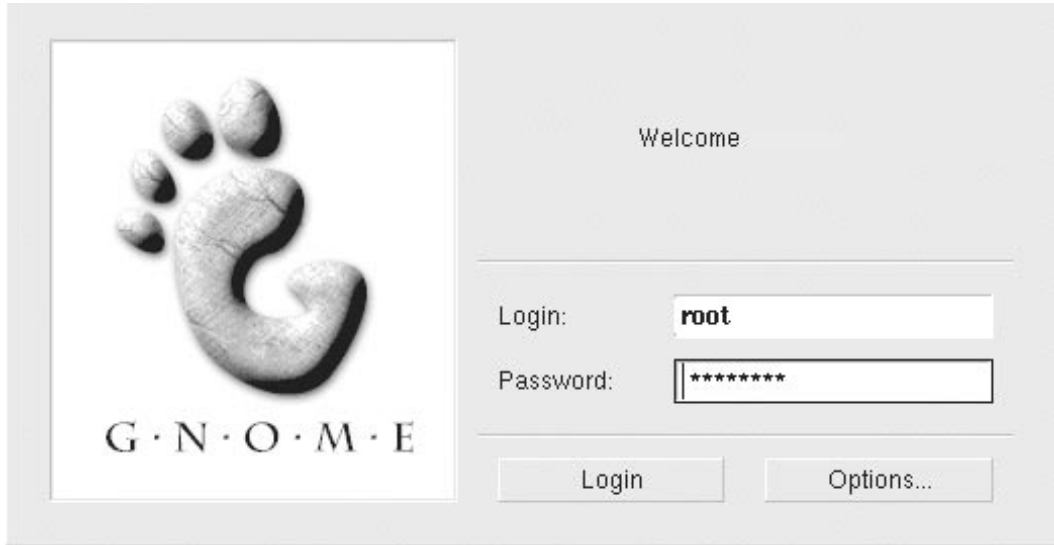 G·N·O·M·E
Welcome
Login: root
Password: ********
Login Options...